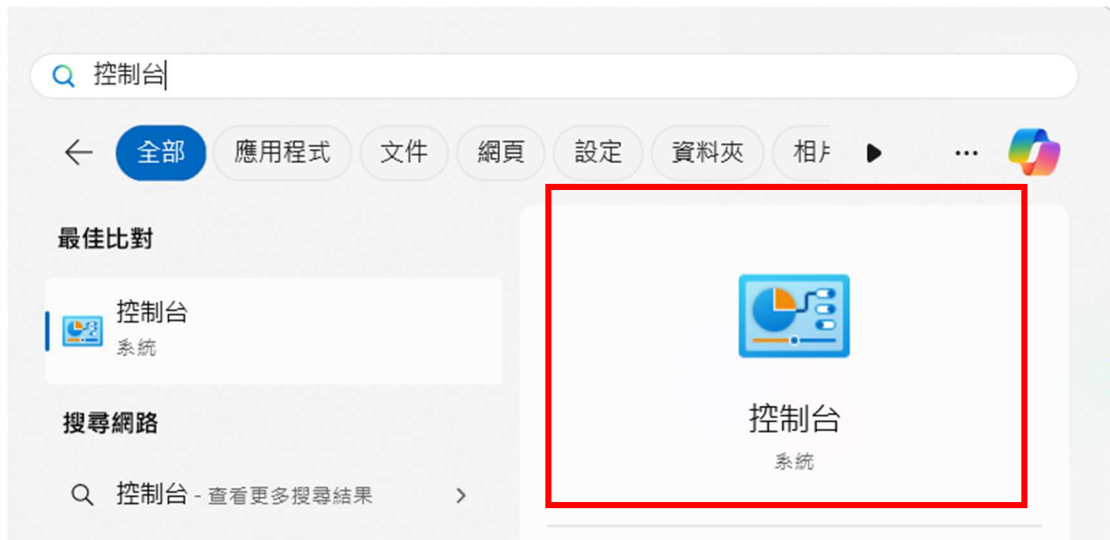 控制台
全部 應用程式 文件 網頁 設定 資料夾 相片
最佳比對
控制台
系統
搜尋網路
控制台 - 查看更多搜尋結果
控制台
系統